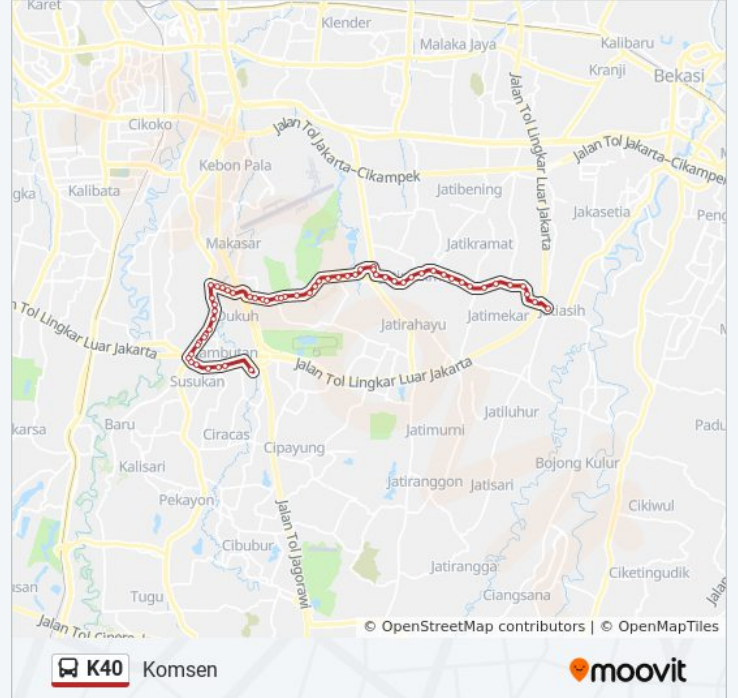 Karet
Klender
Malaka Jaya
Kalibaru
Kranji
Bekasi
Cikoko
Jalan Tol Jakarta–Cikampek
Jalan Tol Lingkar Luar Jakarta
Jalan Tol Jakarta–Cikampek
Kebon Pala
Kalibata
Jatibening
Jakasetia
Makasar
Jatikramat
Dukuh
Jatirahayu
Jatimekar
n Tol Lingkar Luar Jakarta
Jalan Tol Lingkar Luar Jakarta
Susukan
Baru
Ciracas
Cipayung
Jatimurni
Jatiluhur
Kalisari
Bojong Kulur
Jatiranggon
Jatisari
Pekayon
Cikiwul
Cibubur
Jalan Tol Jagorawi
Jatirangga
Ciketingudik
Tugu
Ciangsana
© OpenStreetMap contributors | © OpenMapTiles
K40 Komsen
moovit